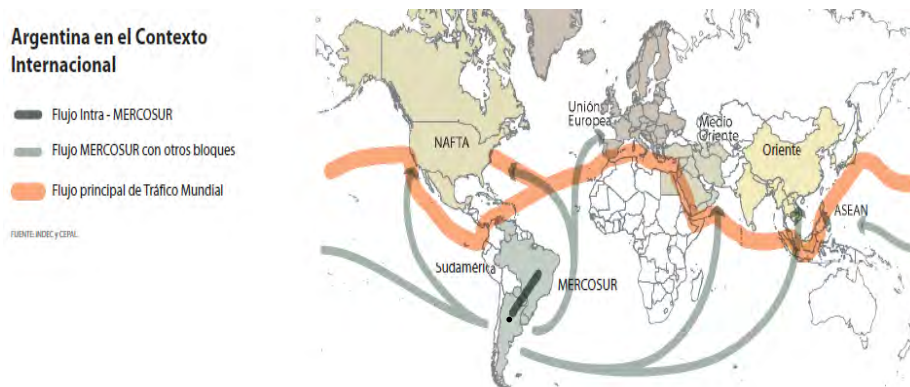 Argentina en el Contexto
Internacional
Flujo Intra - MERCOSUR
Flujo MERCOSUR con otros bloques
Flujo principal de Tráfico Mundial
FUENTE: INDEC y CEPAL.
NAFTA
Unión
Europea
Medio
Oriente
Oriente
ASEAN
Sudamérica
MERCOSUR